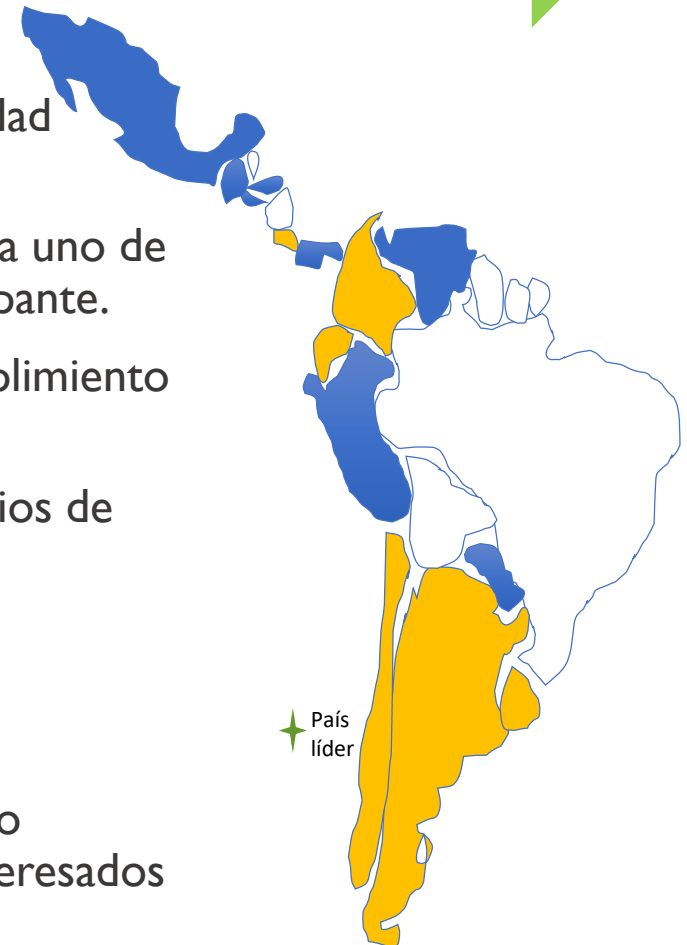 lad
a uno de
pante.
plimiento
ios de
País
líder
o
eresados